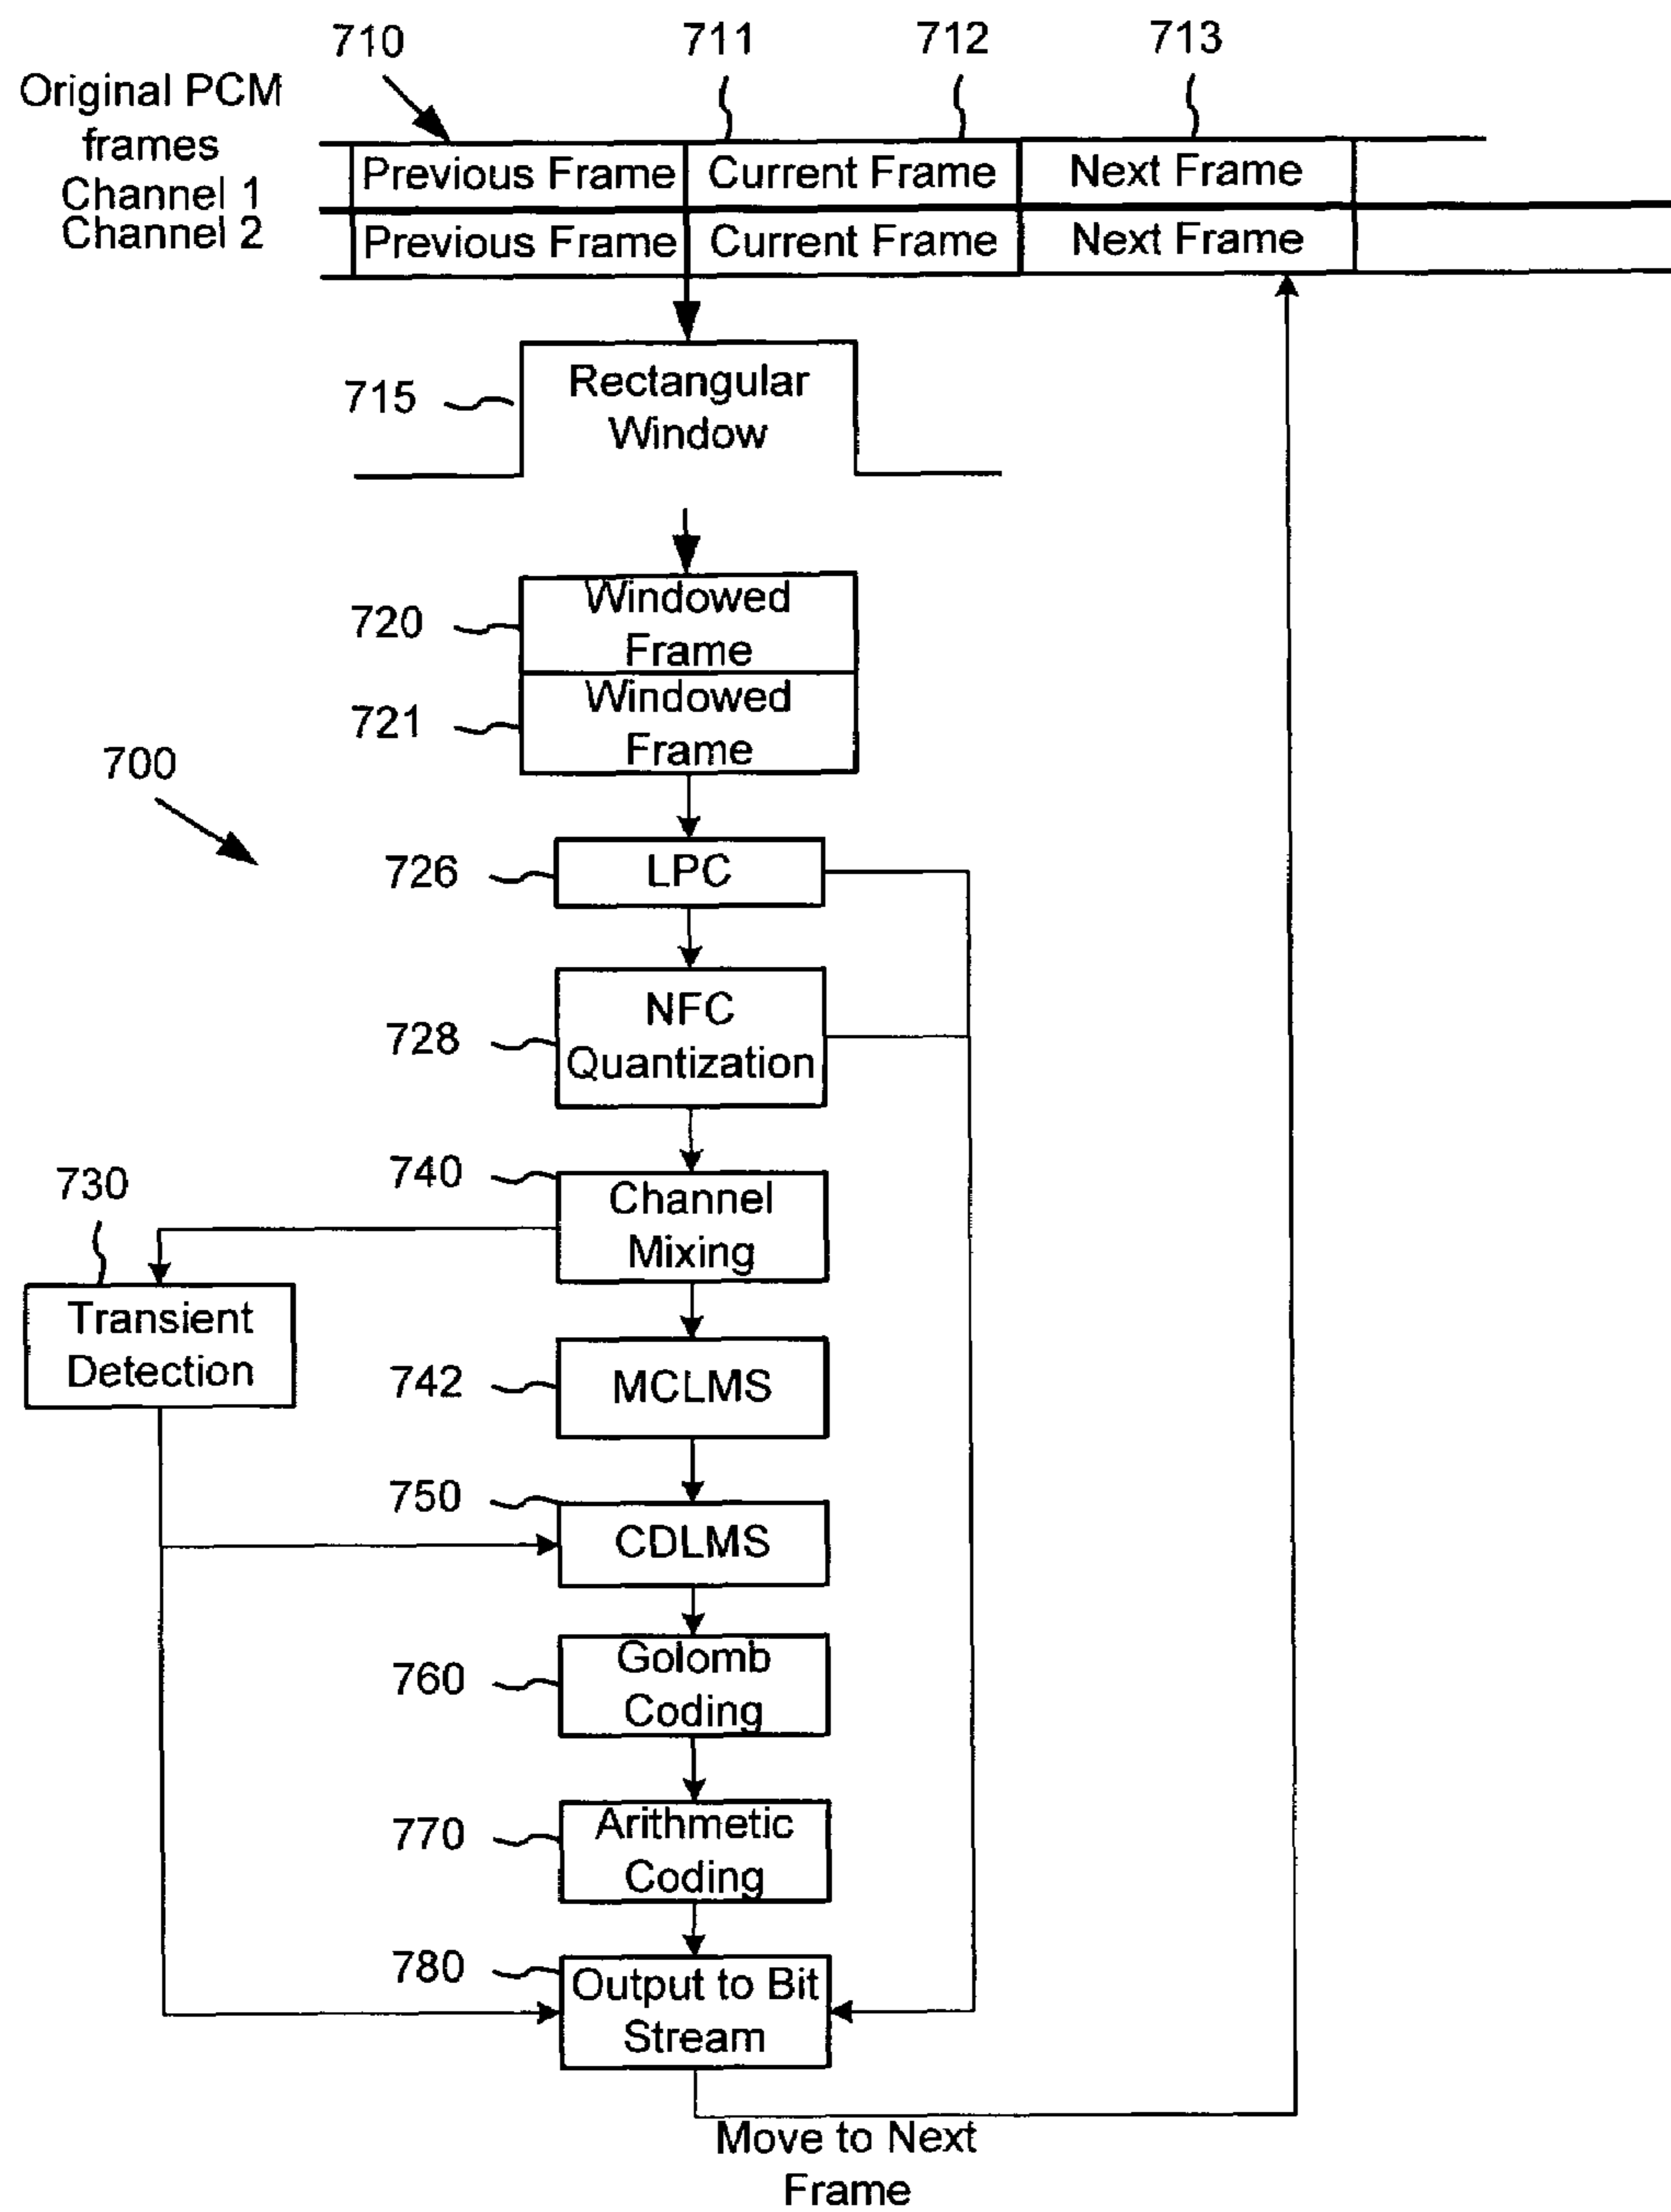 710
711
712
713
Original PCM
frames
Channel 1
Channel 2
Previous Frame
Current Frame
Next Frame
Previous Frame
Current Frame
Next Frame
715
Rectangular
Window
720
Windowed
Frame
721
Windowed
Frame
700
726
LPC
728
NFC
Quantization
740
Channel
Mixing
730
Transient
Detection
742
MCLMS
750
CDLMS
760
Golomb
Coding
770
Arithmetic
Coding
780
Output to Bit
Stream
Move to Next
Frame